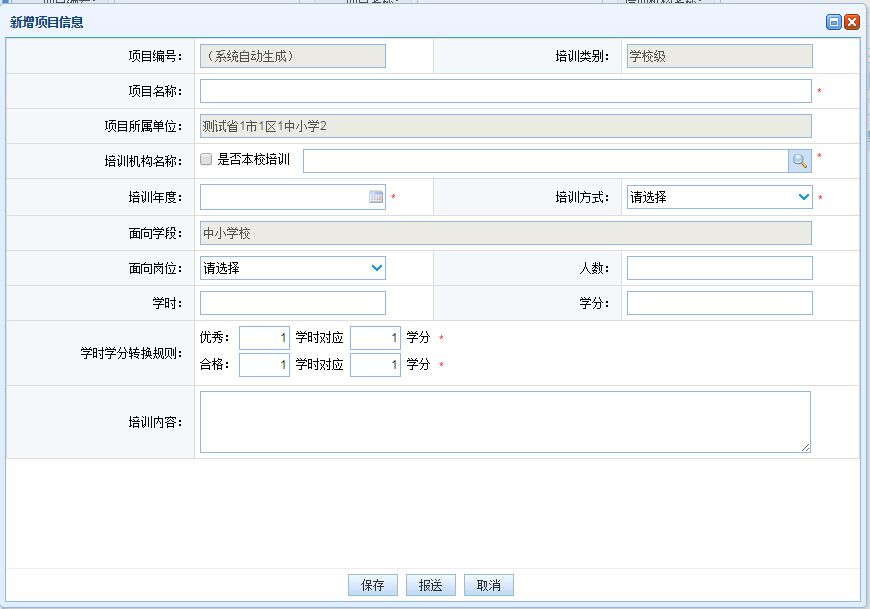 新增项目信息
项目编号： （系统自动生成） 培训类别： 学校级
项目名称： *
项目所属单位： 测试省1市1区1中小学2
培训机构名称： 是否本校培训 *
培训年度： * 培训方式： 请选择 *
面向学段： 中小学校
面向岗位： 请选择 人数：
学时： 学分：
学时学分转换规则：
优秀： 1 学时对应 1 学分 *
合格： 1 学时对应 1 学分 *
培训内容：
保存 报送 取消